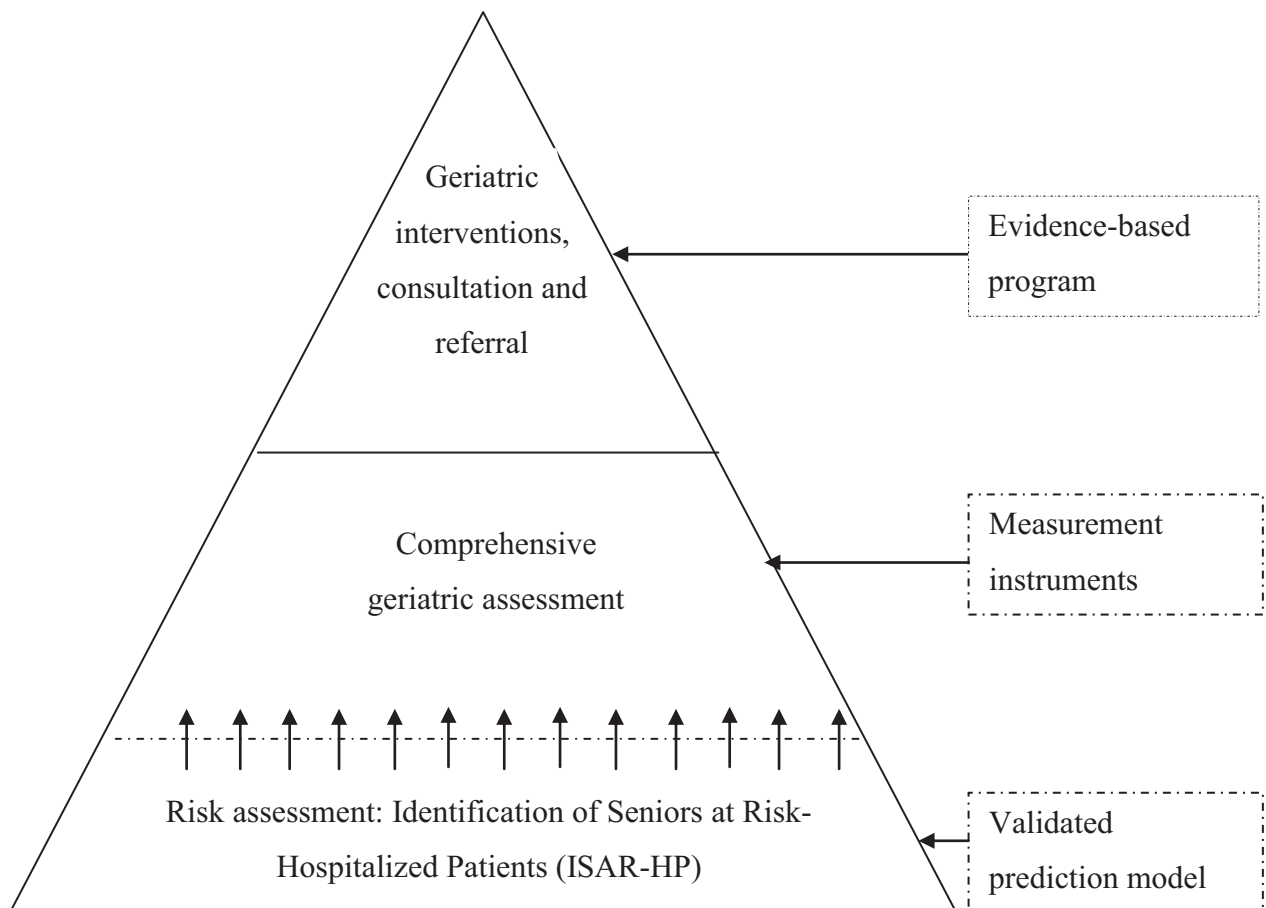 Geriatric
interventions,
consultation and
referral
Evidence-based
program
Comprehensive
geriatric assessment
Measurement
instruments
Risk assessment: Identification of Seniors at Risk-
Hospitalized Patients (ISAR-HP)
Validated
prediction model